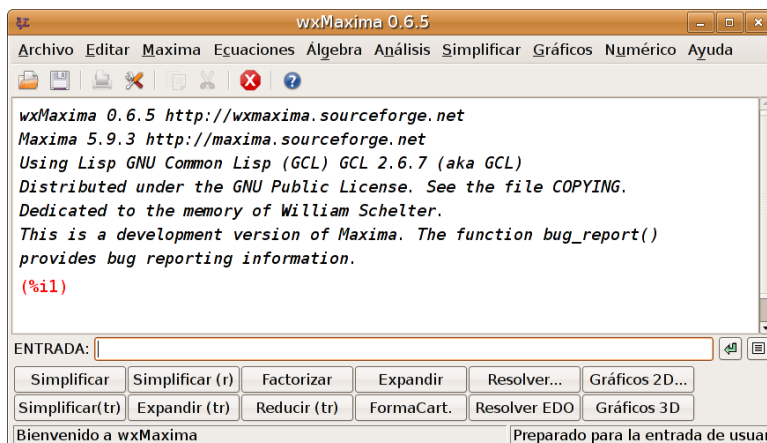 wxMaxima 0.6.5
Archivo Editar Maxima Ecuaciones Álgebra Análisis Simplificar Gráficos Numérico Ayuda
wxMaxima 0.6.5 http://wxmaxima.sourceforge.net
Maxima 5.9.3 http://maxima.sourceforge.net
Using Lisp GNU Common Lisp (GCL) GCL 2.6.7 (aka GCL)
Distributed under the GNU Public License. See the file COPYING.
Dedicated to the memory of William Schelter.
This is a development version of Maxima. The function bug_report()
provides bug reporting information.
(%i1)
ENTRADA:
Simplificar Simplificar (r) Factorizar Expandir Resolver... Gráficos 2D...
Simplificar(tr) Expandir (tr) Reducir (tr) FormaCart. Resolver EDO Gráficos 3D
Bienvenido a wxMaxima Preparado para la entrada de usuar